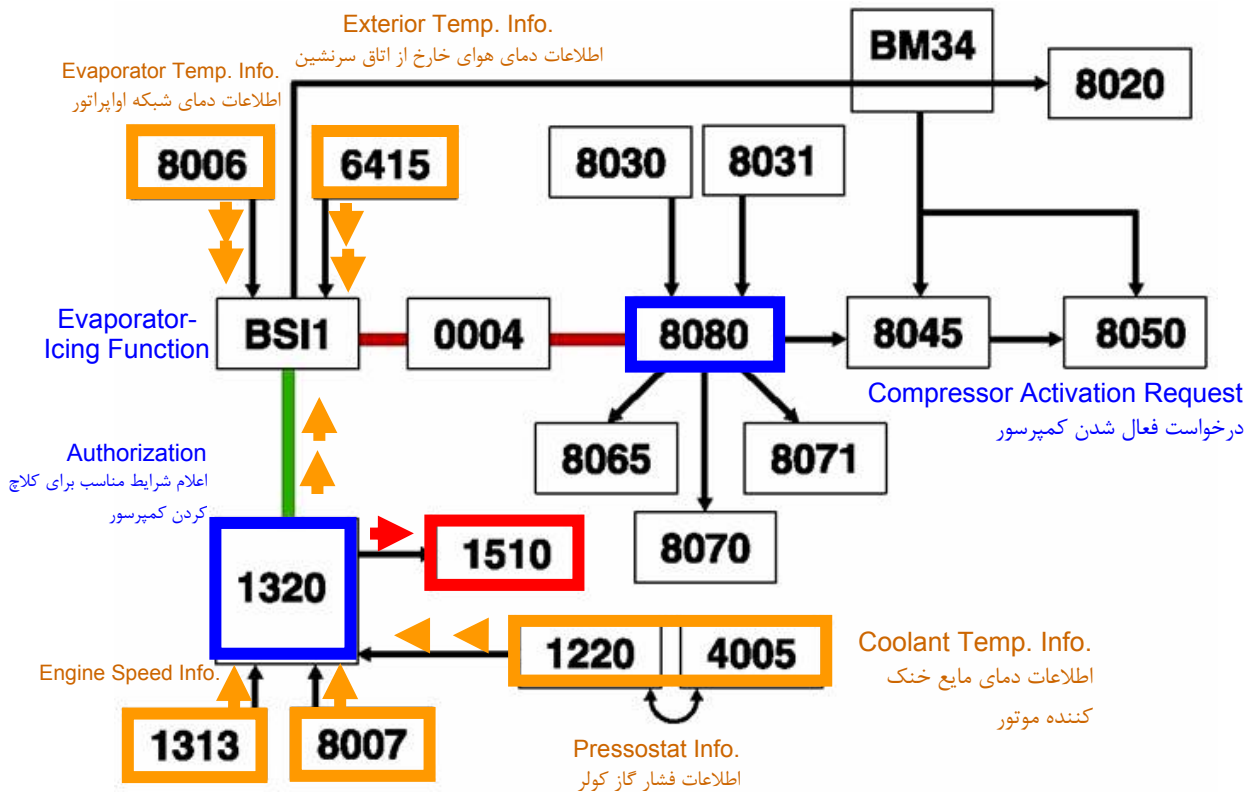 Exterior Temp. Info.
اطلاعات دمای هوای خارخ از اتاق سرنشین
Evaporator Temp. Info.
اطلاعات دمای شبکه اواپراتور
BM34
8020
8006
6415
8030
8031
Evaporator-
Icing Function
BSI1
0004
8080
8045
8050
Compressor Activation Request
درخواست فعال شدن کمپرسور
Authorization
اعلام شرایط مناسب برای کلاچ
کردن کمپرسور
8065
8071
8070
1510
1320
1220
4005
Coolant Temp. Info.
اطلاعات دمای مایع خنک
کننده موتور
Engine Speed Info.
1313
8007
Pressostat Info.
اطلاعات فشار گاز کولر